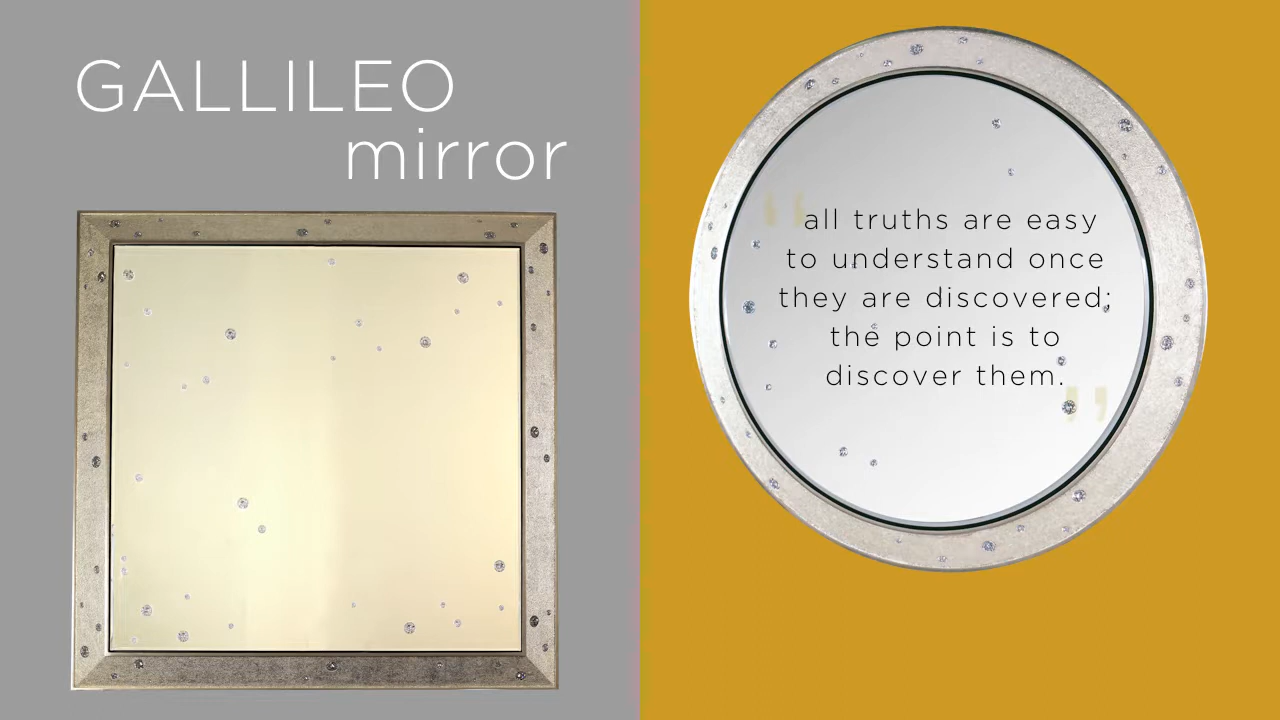 GALLILEO
mirror
“ all truths are easy
to understand once
they are discovered;
the point is to
discover them. ”